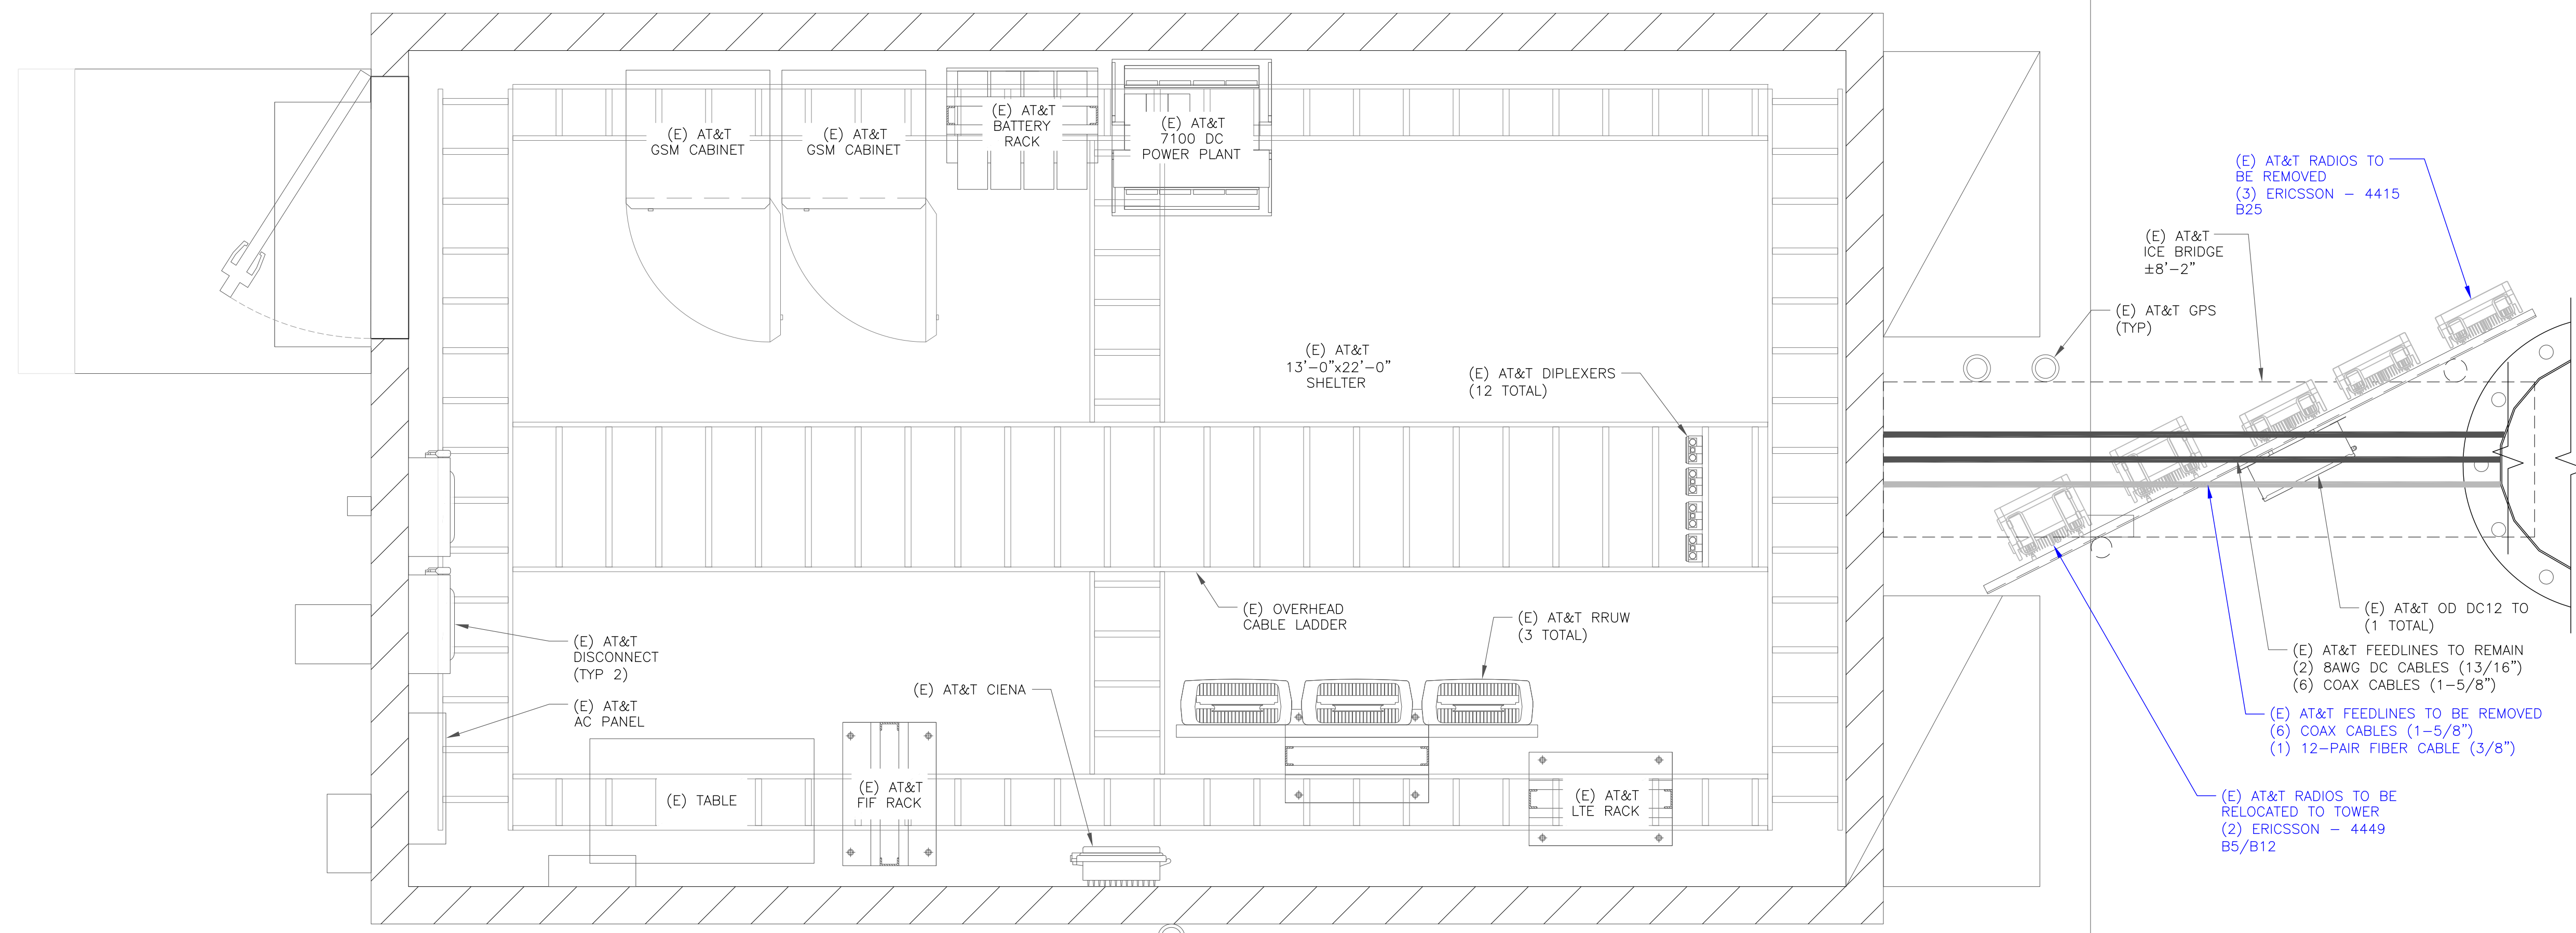 (E) AT&T
GSM CABINET
(E) AT&T
GSM CABINET
(E) AT&T
BATTERY
RACK
(E) AT&T
7100 DC
POWER PLANT
(E) AT&T RADIOS TO
BE REMOVED
(3) ERICSSON - 4415
B25
(E) AT&T
ICE BRIDGE
±8'-2"
(E) AT&T GPS
(TYP)
(E) AT&T
13'-0"x22'-0"
SHELTER
(E) AT&T DIPLEXERS
(12 TOTAL)
(E) OVERHEAD
CABLE LADDER
(E) AT&T RRUW
(3 TOTAL)
(E) AT&T OD DC12 TO
(1 TOTAL)
(E) AT&T
DISCONNECT
(TYP 2)
(E) AT&T FEEDLINES TO REMAIN
(2) 8AWG DC CABLES (13/16")
(6) COAX CABLES (1-5/8")
(E) AT&T CIENA
(E) AT&T
AC PANEL
(E) AT&T FEEDLINES TO BE REMOVED
(6) COAX CABLES (1-5/8")
(1) 12-PAIR FIBER CABLE (3/8")
(E) TABLE
(E) AT&T
FIF RACK
(E) AT&T
LTE RACK
(E) AT&T RADIOS TO BE
RELOCATED TO TOWER
(2) ERICSSON - 4449
B5/B12